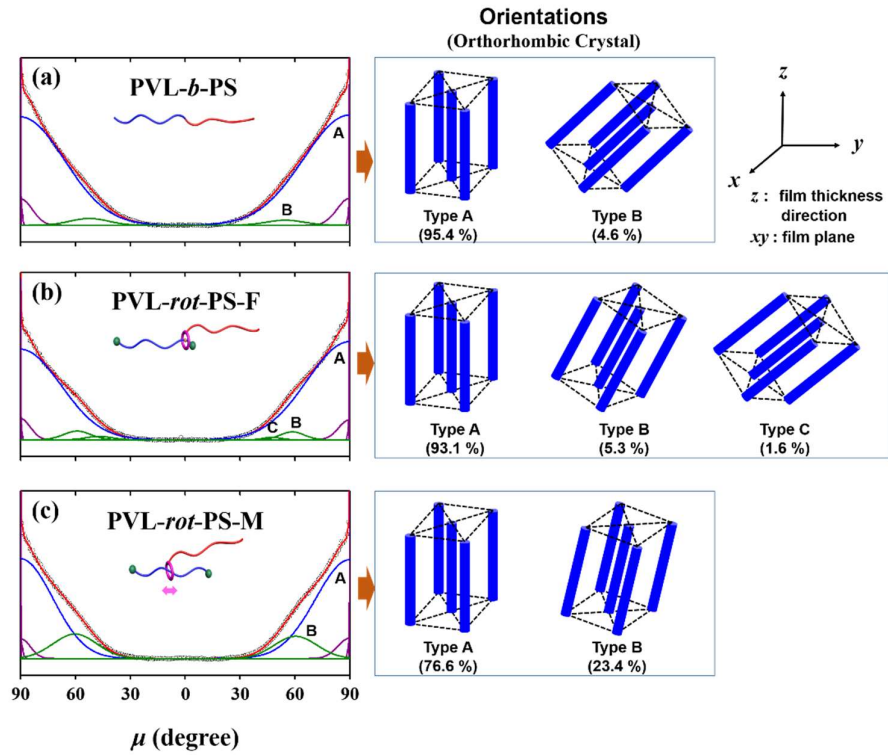 Orientations
(Orthorhombic Crystal)
(a)
PVL-b-PS
A
B
Type A
(95.4 %)
Type B
(4.6 %)
z
y
x
z : film thickness
direction
xy : film plane
(b)
PVL-rot-PS-F
A
C
B
Type A
(93.1 %)
Type B
(5.3 %)
Type C
(1.6 %)
(c)
PVL-rot-PS-M
A
B
Type A
(76.6 %)
Type B
(23.4 %)
90 60 30 0 30 60 90
μ (degree)